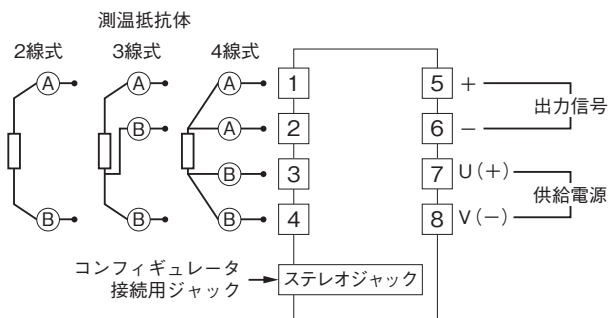 測温抵抗体
2線式 3線式 4線式
A A A 1 5 +
出力信号
B A 2 6 −
B 3 7 U(+)
供給電源
B B B 4 8 V(−)
コンフィギュレータ
接続用ジャック
ステレオジャック